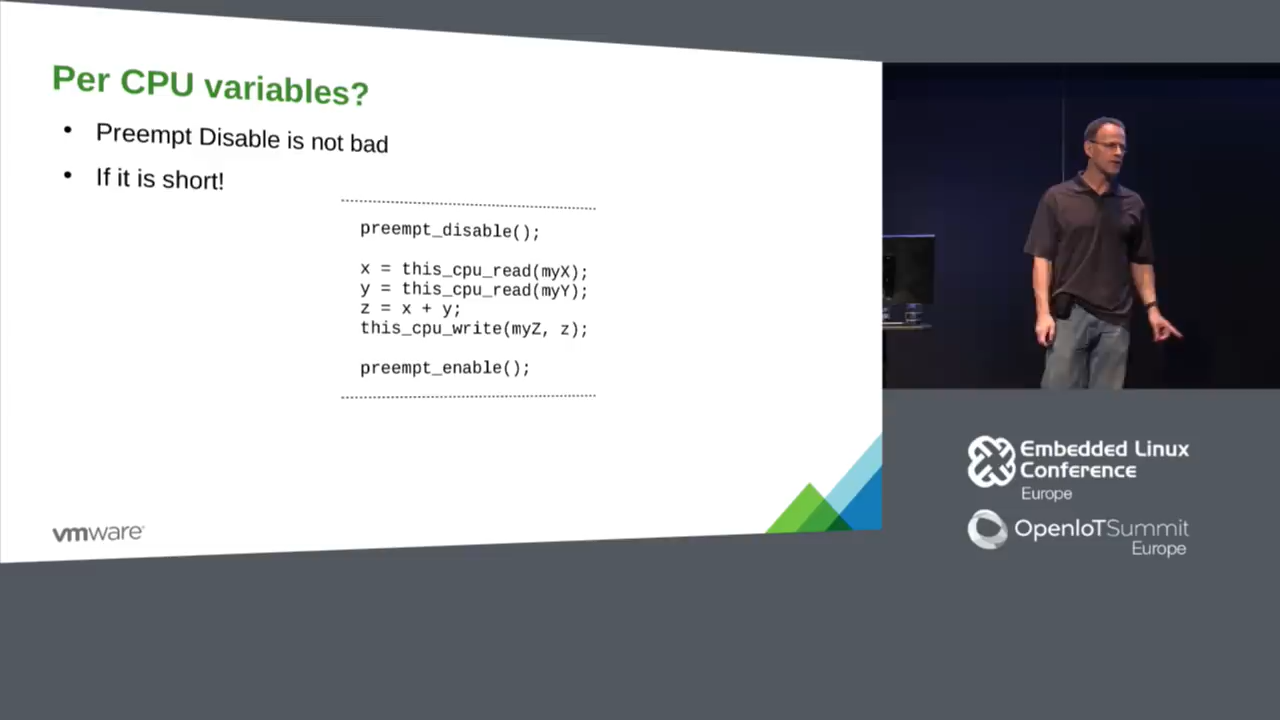 Per CPU variables?
• Preempt Disable is not bad
• If it is short!
preempt_disable();
x = this_cpu_read(myX);
y = this_cpu_read(myY);
z = x + y;
this_cpu_write(myZ, z);
preempt_enable();
vmware
Embedded Linux
Conference
Europe
OpenIoTSummit
Europe